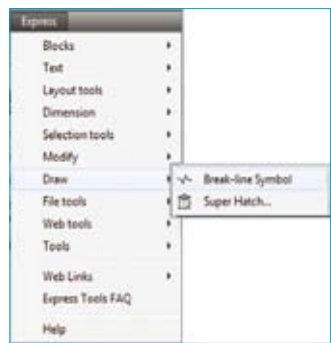 Express
Blocks
Text
Layout tools
Dimension
Selection tools
Modify
Draw
Break-line Symbol
Super Hatch...
File tools
Web tools
Tools
Web Links
Express Tools FAQ
Help